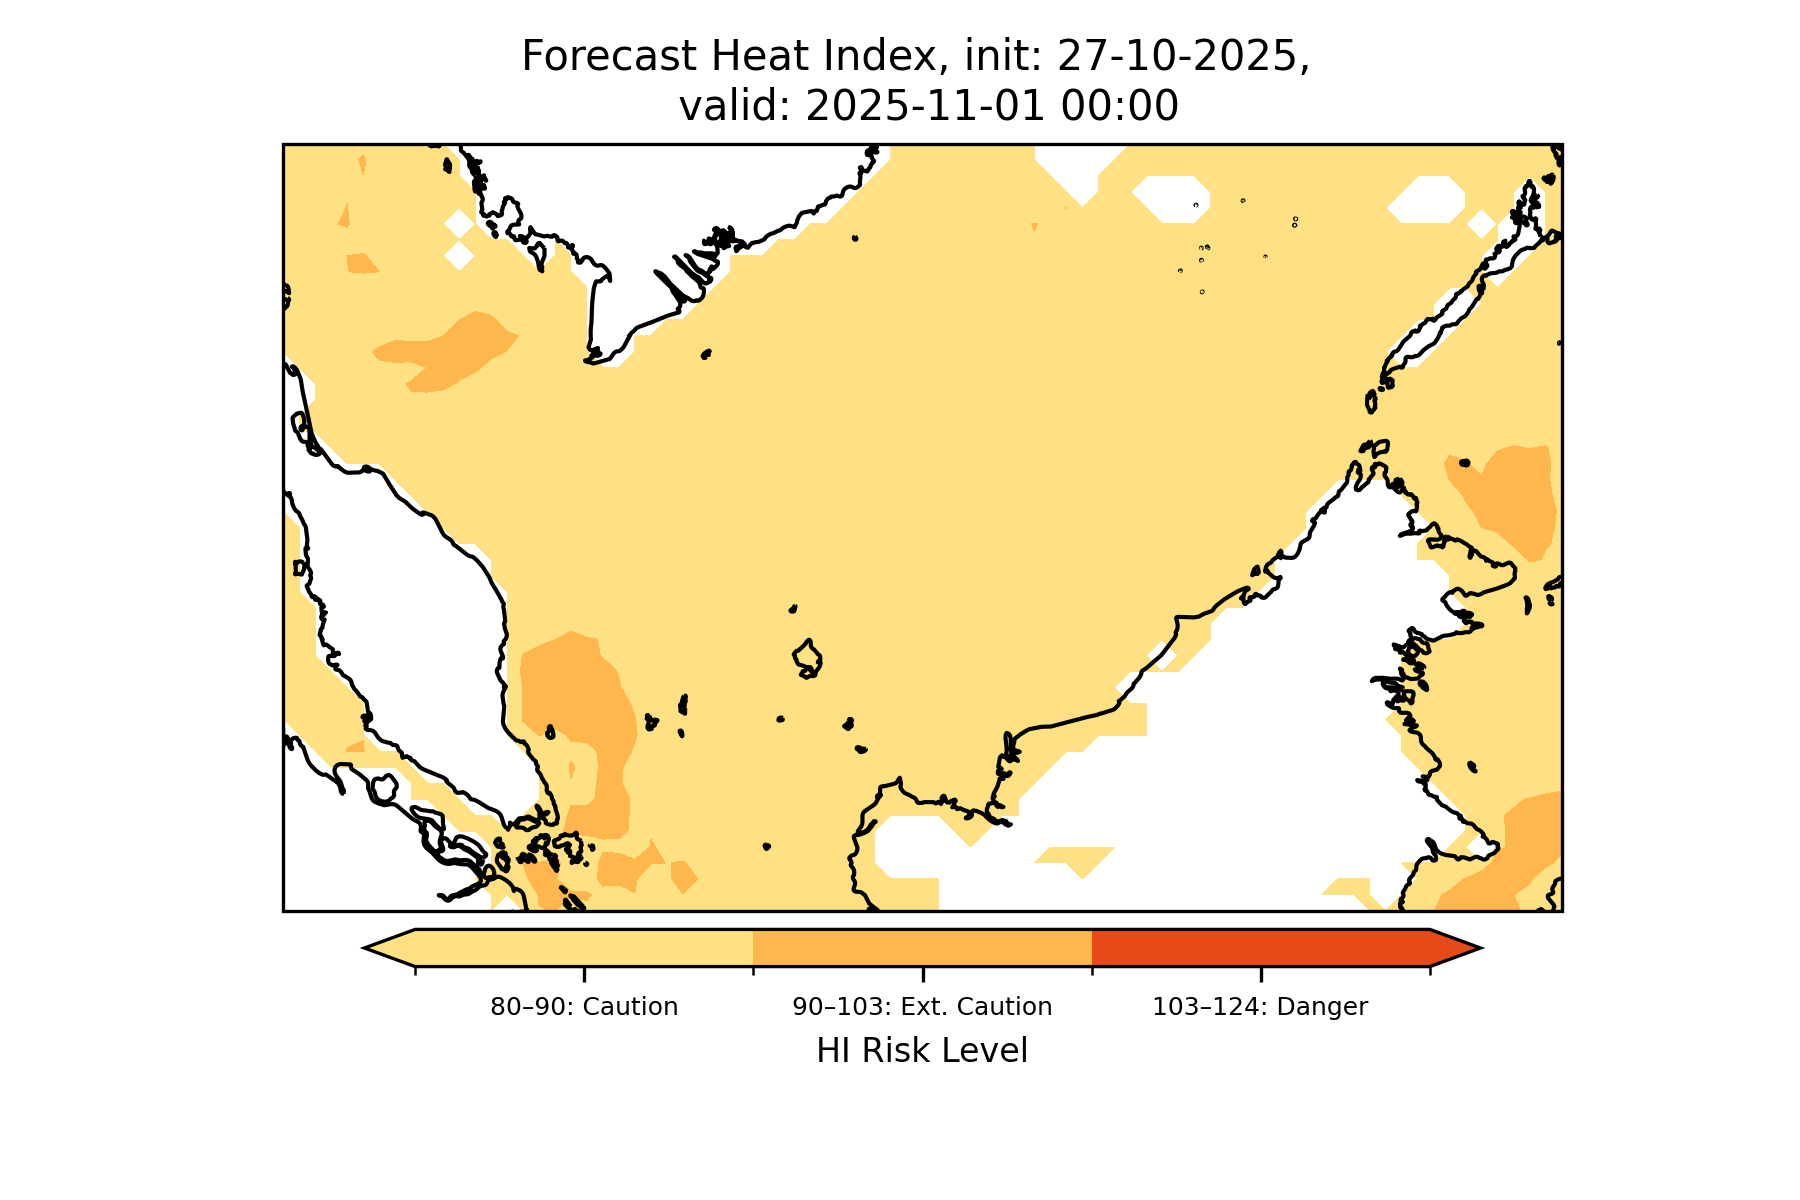 Forecast Heat Index, init: 27-10-2025,
valid: 2025-11-01 00:00
80–90: Caution
90–103: Ext. Caution
103–124: Danger
HI Risk Level